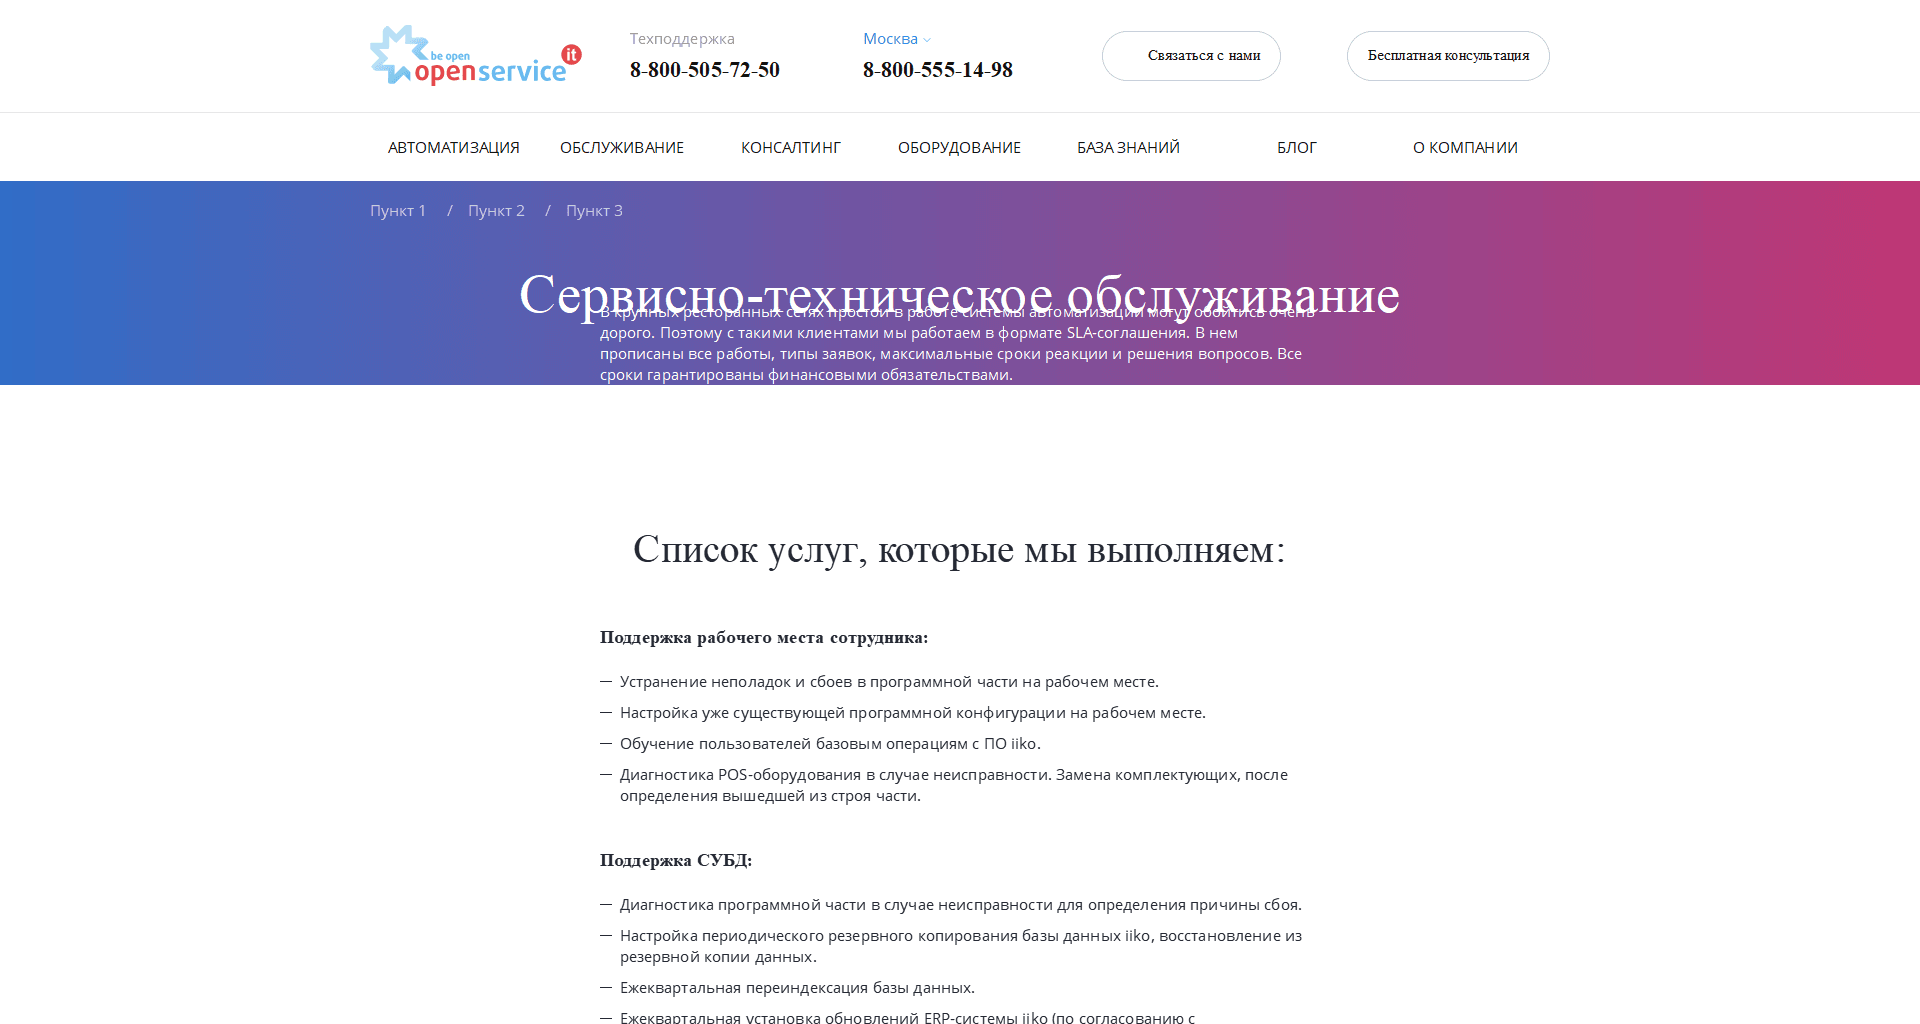 be open
openservice
it
Техподдержка
8-800-505-72-50
Москва
8-800-555-14-98
Связаться с нами
Бесплатная консультация
АВТОМАТИЗАЦИЯ ОБСЛУЖИВАНИЕ КОНСАЛТИНГ ОБОРУДОВАНИЕ БАЗА ЗНАНИЙ БЛОГ О КОМПАНИИ
Пункт 1 / Пункт 2 / Пункт 3
Сервисно-техническое обслуживание
В крупных ресторанных сетях простои в работе системы автоматизации могут обойтись очень
дорого. Поэтому с такими клиентами мы работаем в формате SLA-соглашения. В нем
прописаны все работы, типы заявок, максимальные сроки реакции и решения вопросов. Все
сроки гарантированы финансовыми обязательствами.
Список услуг, которые мы выполняем:
Поддержка рабочего места сотрудника:
— Устранение неполадок и сбоев в программной части на рабочем месте.
— Настройка уже существующей программной конфигурации на рабочем месте.
— Обучение пользователей базовым операциям с ПО iiko.
— Диагностика POS-оборудования в случае неисправности. Замена комплектующих, после
определения вышедшей из строя части.
Поддержка СУБД:
— Диагностика программной части в случае неисправности для определения причины сбоя.
— Настройка периодического резервного копирования базы данных iiko, восстановление из
резервной копии данных.
— Ежеквартальная переиндексация базы данных.
— Ежеквартальная установка обновлений ERP-системы iiko (по согласованию с